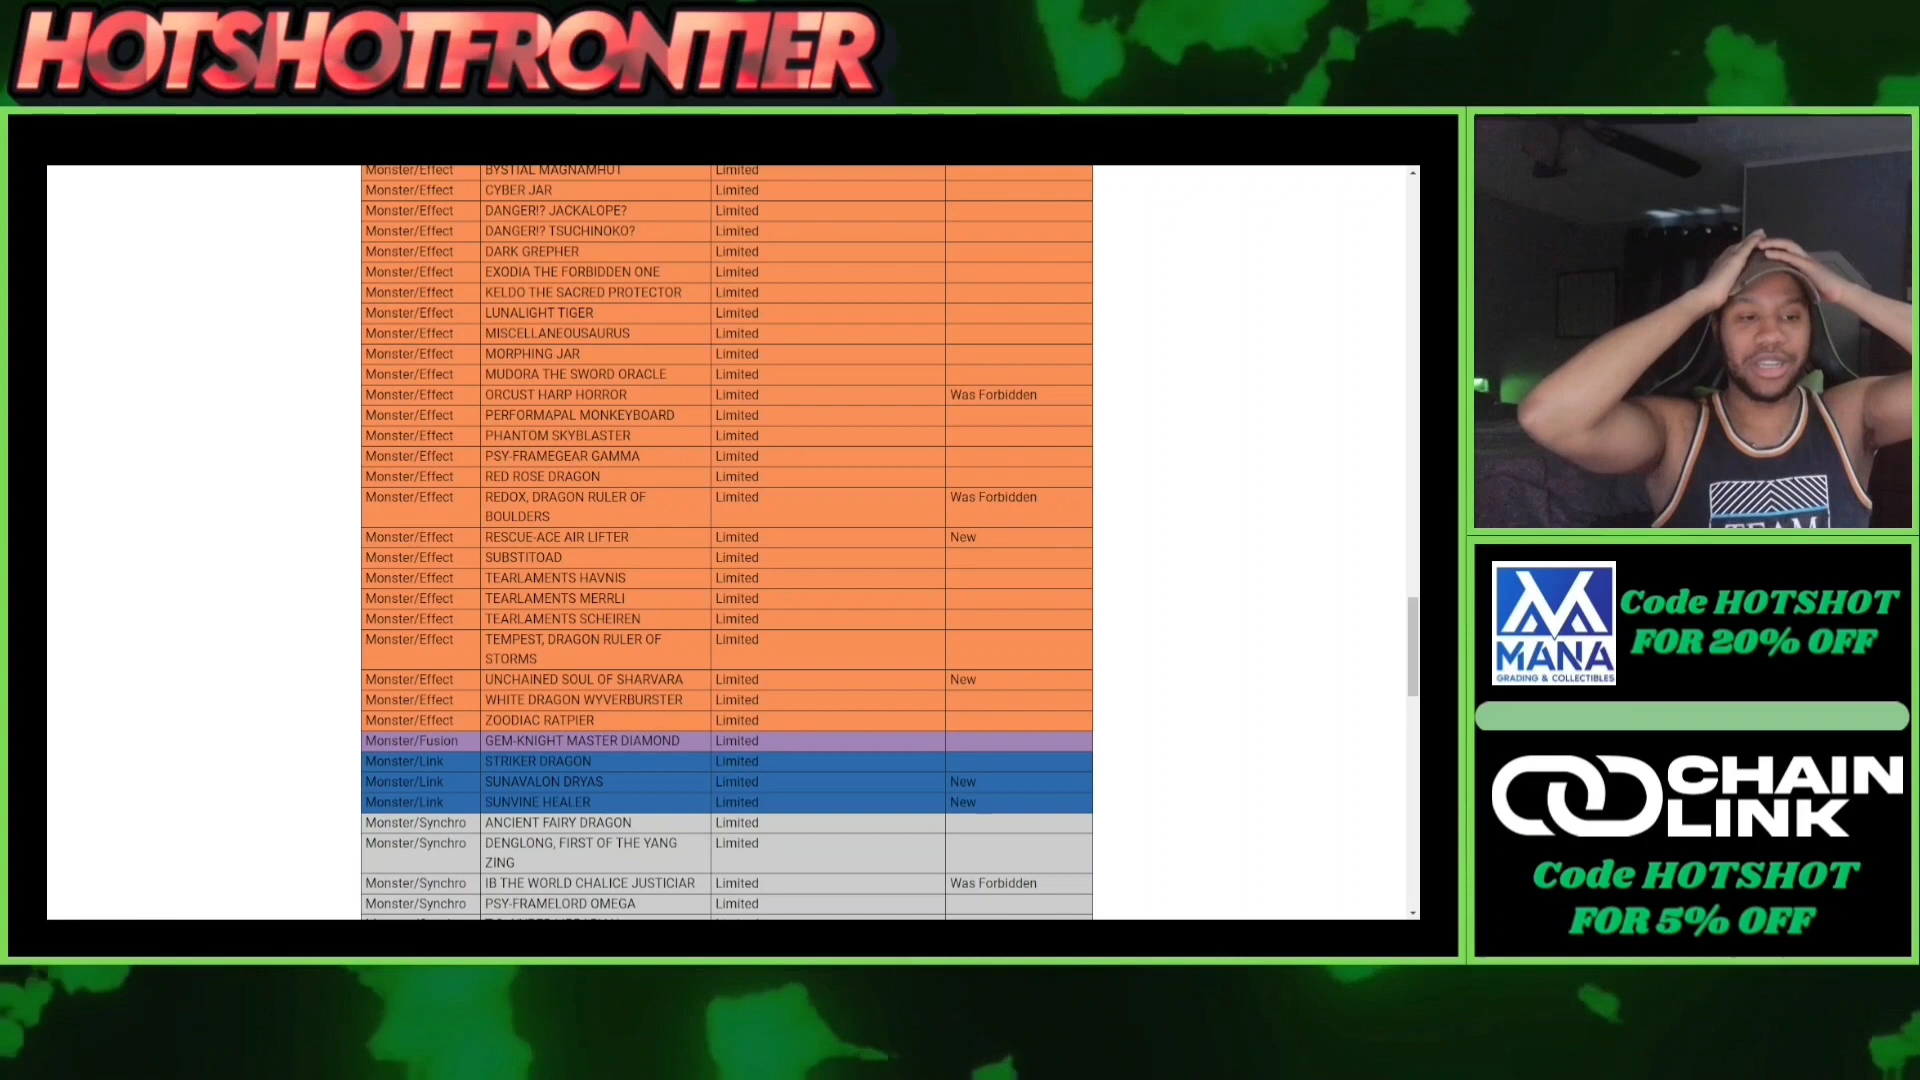 HOTSHOTFRONTIER
Monster/Effect BYSTIAL MAGNAMHUT Limited
Monster/Effect CYBER JAR Limited
Monster/Effect DANGER!? JACKALOPE? Limited
Monster/Effect DANGER!? TSUCHINOKO? Limited
Monster/Effect DARK GREPHER Limited
Monster/Effect EXODIA THE FORBIDDEN ONE Limited
Monster/Effect KELDO THE SACRED PROTECTOR Limited
Monster/Effect LUNALIGHT TIGER Limited
Monster/Effect MISCELLANEOUSAURUS Limited
Monster/Effect MORPHING JAR Limited
Monster/Effect MUDORA THE SWORD ORACLE Limited
Monster/Effect ORCUST HARP HORROR Limited Was Forbidden
Monster/Effect PERFORMAPAL MONKEYBOARD Limited
Monster/Effect PHANTOM SKYBLASTER Limited
Monster/Effect PSY-FRAMEGEAR GAMMA Limited
Monster/Effect RED ROSE DRAGON Limited
Monster/Effect REDOX, DRAGON RULER OF Limited Was Forbidden
BOULDERS
Monster/Effect RESCUE-ACE AIR LIFTER Limited New
Monster/Effect SUBSTITOAD Limited
Monster/Effect TEARLAMENTS HAVNIS Limited
Monster/Effect TEARLAMENTS MERRLI Limited
Monster/Effect TEARLAMENTS SCHEIREN Limited
Monster/Effect TEMPEST, DRAGON RULER OF Limited
STORMS
Monster/Effect UNCHAINED SOUL OF SHARVARA Limited New
Monster/Effect WHITE DRAGON WYVERBURSTER Limited
Monster/Effect ZOODIAC RATPIER Limited
Monster/Fusion GEM-KNIGHT MASTER DIAMOND Limited
Monster/Link STRIKER DRAGON Limited
Monster/Link SUNAVALON DRYAS Limited New
Monster/Link SUNVINE HEALER Limited New
Monster/Synchro ANCIENT FAIRY DRAGON Limited
Monster/Synchro DENGLONG, FIRST OF THE YANG Limited
ZING
Monster/Synchro IB THE WORLD CHALICE JUSTICIAR Limited Was Forbidden
Monster/Synchro PSY-FRAMELORD OMEGA Limited
TEAM
MANA
GRADING & COLLECTIBLES
Code HOTSHOT
FOR 20% OFF
CHAIN
LINK
Code HOTSHOT
FOR 5% OFF